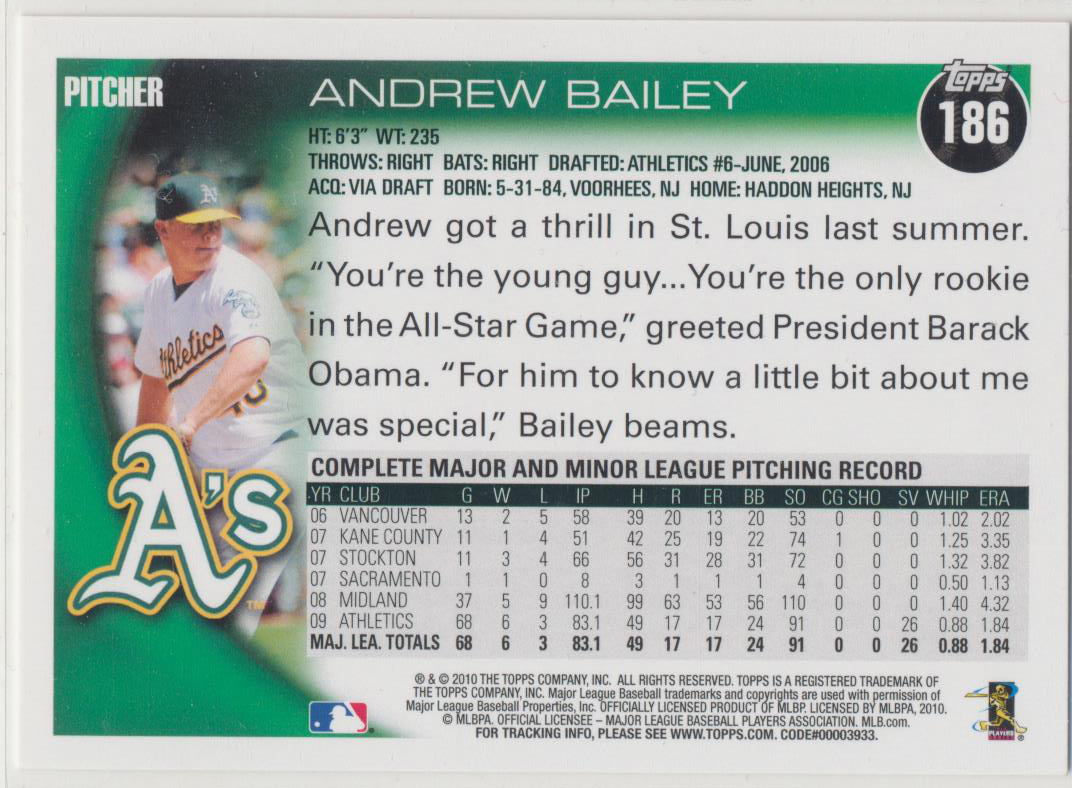 PITCHER
ANDREW BAILEY
TOPPS
186
HT: 6'3" WT: 235
THROWS: RIGHT BATS: RIGHT DRAFTED: ATHLETICS #6-JUNE, 2006
ACQ: VIA DRAFT BORN: 5-31-84, VOORHEES, NJ HOME: HADDON HEIGHTS, NJ
Andrew got a thrill in St. Louis last summer.
“You’re the young guy...You’re the only rookie
in the All-Star Game,” greeted President Barack
Obama. “For him to know a little bit about me
was special,” Bailey beams.
Athletics
A's TM
COMPLETE MAJOR AND MINOR LEAGUE PITCHING RECORD
YR CLUB G W L IP H R ER BB SO CG SHO SV WHIP ERA
06 VANCOUVER 13 2 5 58 39 20 13 20 53 0 0 0 1.02 2.02
07 KANE COUNTY 11 1 4 51 42 25 19 22 74 1 0 0 1.25 3.35
07 STOCKTON 11 3 4 66 56 31 28 31 72 0 0 0 1.32 3.82
07 SACRAMENTO 1 1 0 8 3 1 1 1 4 0 0 0 0.50 1.13
08 MIDLAND 37 5 9 110.1 99 63 53 56 110 0 0 0 1.40 4.32
09 ATHLETICS 68 6 3 83.1 49 17 17 24 91 0 0 26 0.88 1.84
MAJ. LEA. TOTALS 68 6 3 83.1 49 17 17 24 91 0 0 26 0.88 1.84
® & © 2010 THE TOPPS COMPANY, INC. ALL RIGHTS RESERVED. TOPPS IS A REGISTERED TRADEMARK OF
THE TOPPS COMPANY, INC. Major League Baseball trademarks and copyrights are used with permission of
Major League Baseball Properties, Inc. OFFICIALLY LICENSED PRODUCT OF MLBP. LICENSED BY MLBPA, 2010.
© MLBPA. OFFICIAL LICENSEE – MAJOR LEAGUE BASEBALL PLAYERS ASSOCIATION. MLB.com.
FOR TRACKING INFO, PLEASE SEE WWW.TOPPS.COM. CODE#00003933.
PLAYERS